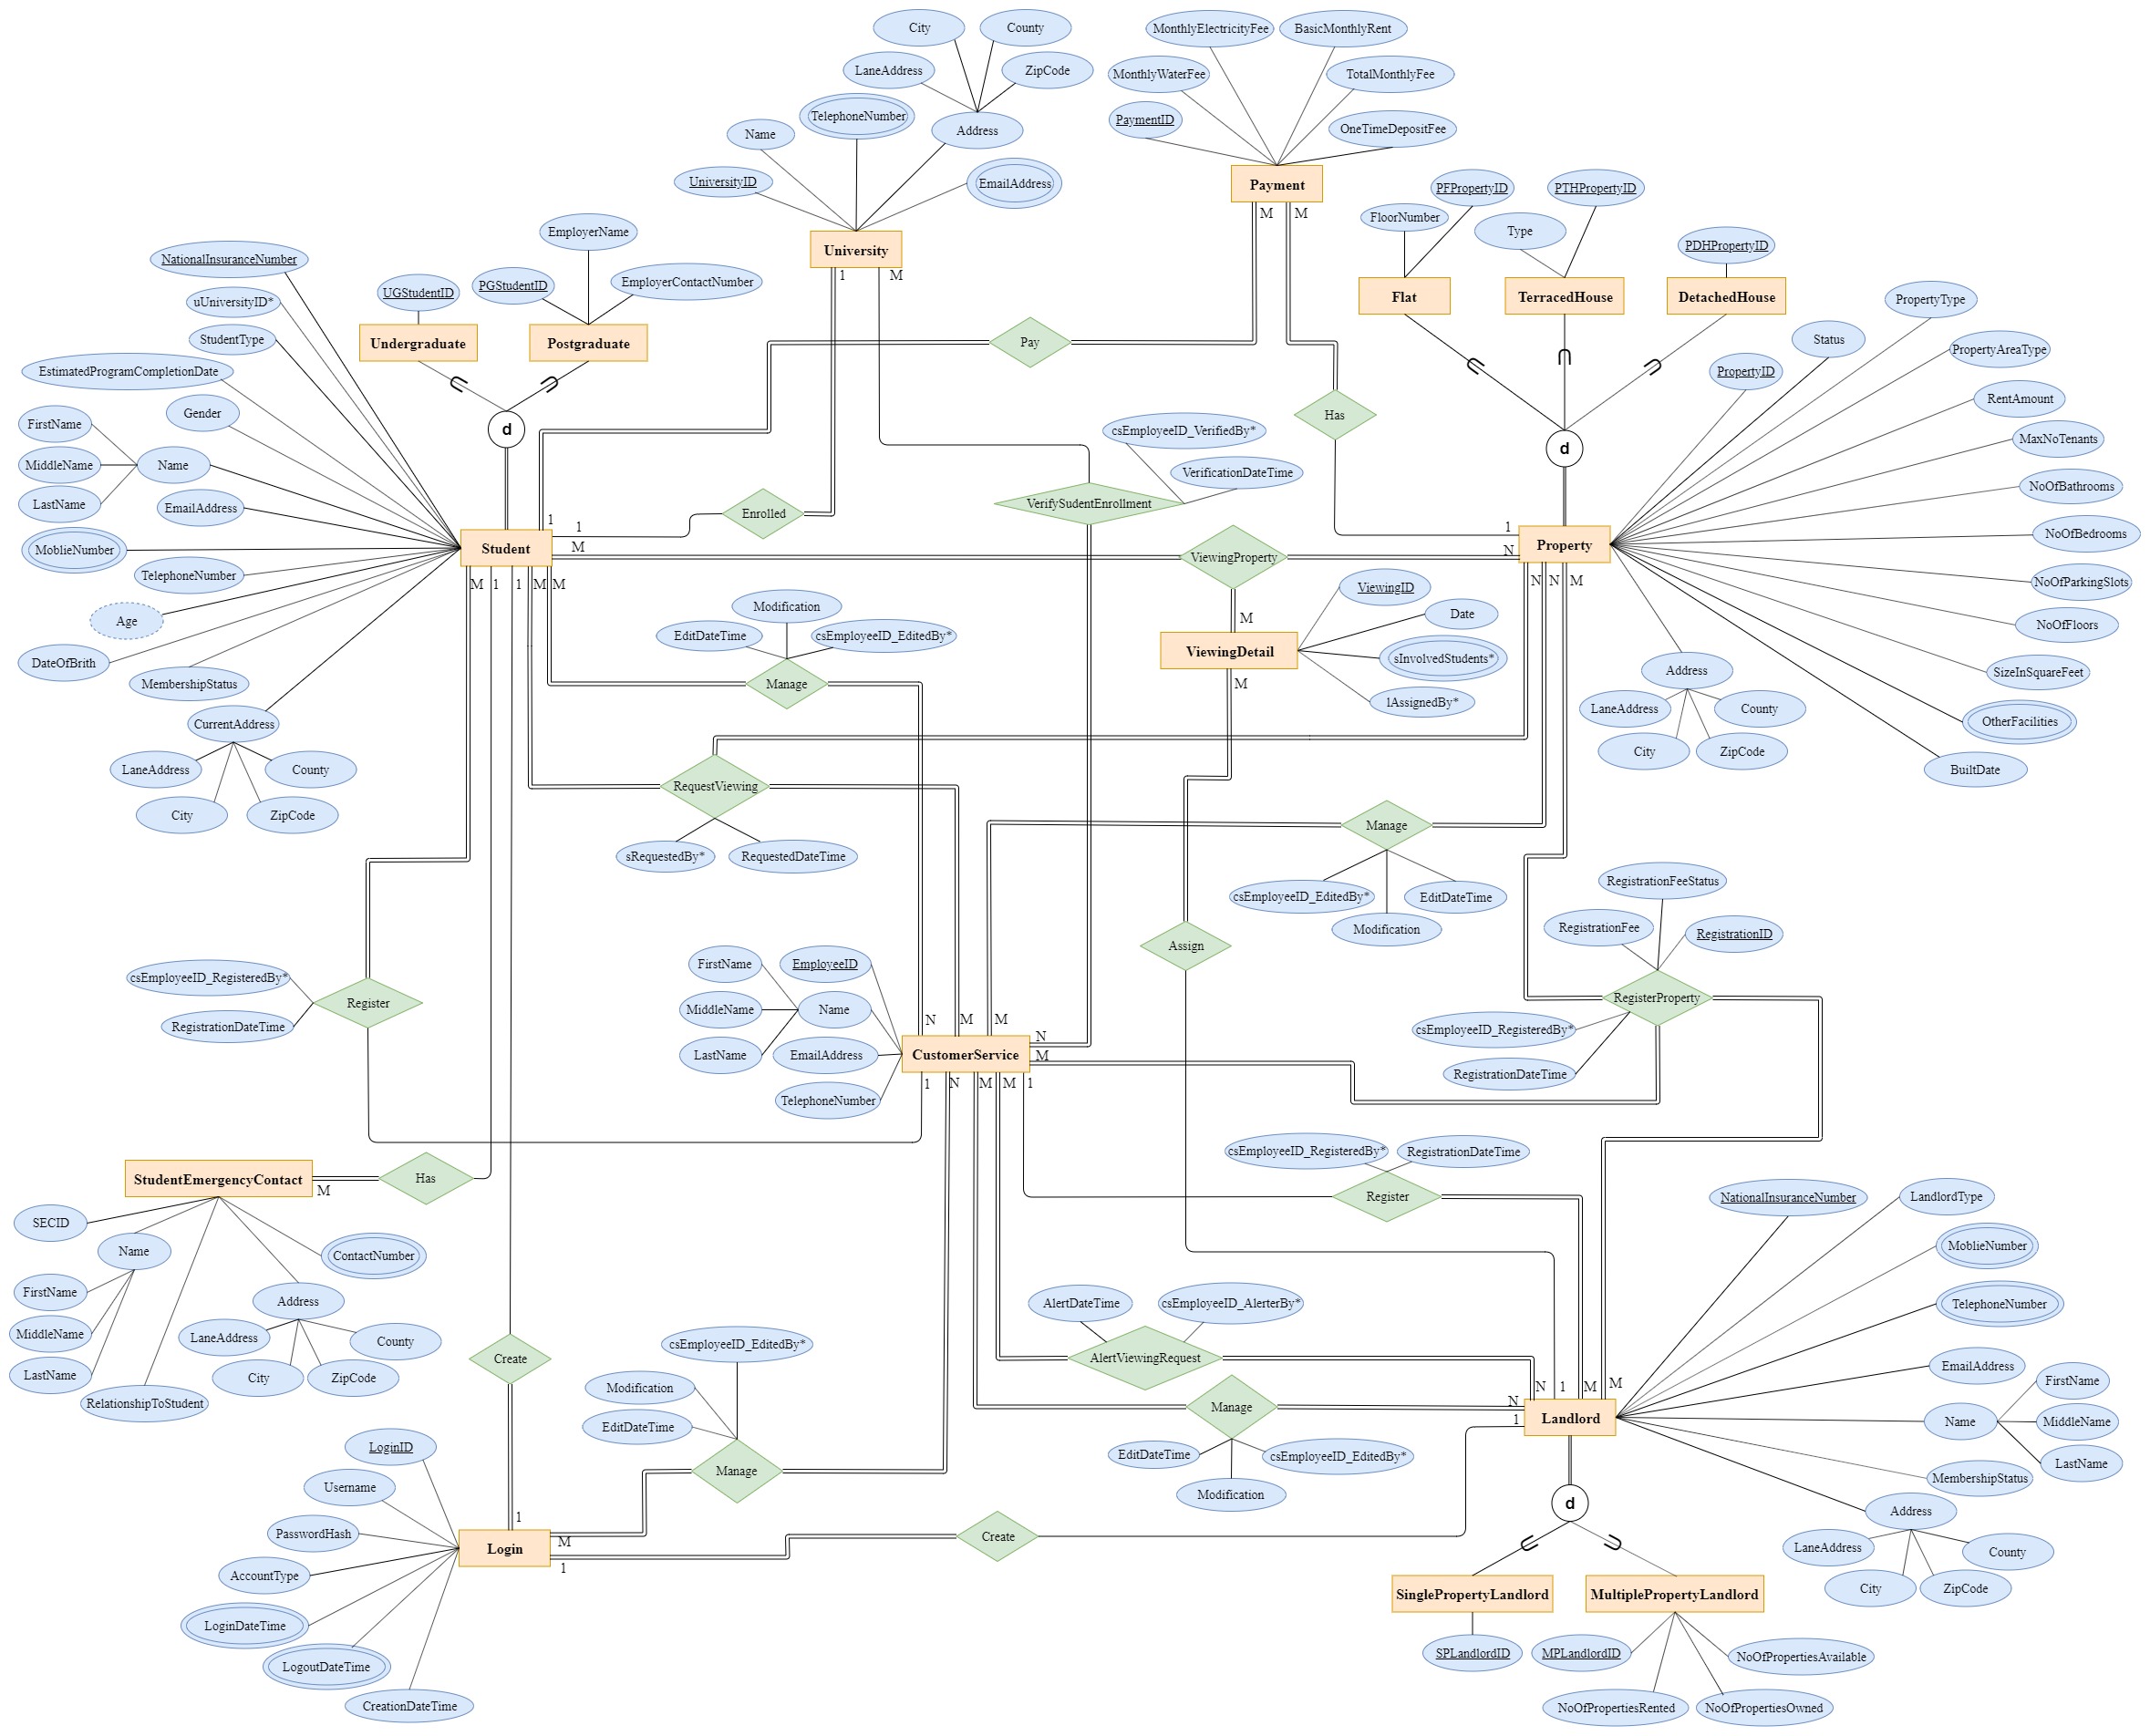 City
County
LaneAddress
ZipCode
TelephoneNumber
Name
Address
UniversityID
EmailAddress
University
1
M
MonthlyElectricityFee
BasicMonthlyRent
MonthlyWaterFee
TotalMonthlyFee
PaymentID
OneTimeDepositFee
Payment
M
M
PFPropertyID
PTHPropertyID
FloorNumber
Type
PDHPropertyID
Flat
TerracedHouse
DetachedHouse
d
NationalInsuranceNumber
uUniversityID*
StudentType
EstimatedProgramCompletionDate
Gender
FirstName
MiddleName
Name
LastName
EmailAddress
MoblieNumber
TelephoneNumber
Age
DateOfBrith
MembershipStatus
CurrentAddress
LaneAddress
County
City
ZipCode
EmployerName
UGStudentID
PGStudentID
EmployerContactNumber
Undergraduate
Postgraduate
d
Student
1
1
M
M
1
1
M
M
Pay
Has
Enrolled
csEmployeeID_VerifiedBy*
VerificationDateTime
VerifySudentEnrollment
ViewingProperty
M
ViewingDetail
M
ViewingID
Date
sInvolvedStudents*
lAssignedBy*
PropertyType
Status
PropertyAreaType
PropertyID
RentAmount
MaxNoTenants
NoOfBathrooms
NoOfBedrooms
NoOfParkingSlots
NoOfFloors
SizeInSquareFeet
OtherFacilities
BuiltDate
Address
LaneAddress
County
City
ZipCode
Property
1
N
N
N
M
Modification
EditDateTime
csEmployeeID_EditedBy*
Manage
RequestViewing
sRequestedBy*
RequestedDateTime
Manage
csEmployeeID_EditedBy*
EditDateTime
Modification
Assign
RegistrationFeeStatus
RegistrationFee
RegistrationID
RegisterProperty
csEmployeeID_RegisteredBy*
RegistrationDateTime
csEmployeeID_RegisteredBy*
RegistrationDateTime
Register
FirstName
EmployeeID
MiddleName
Name
LastName
EmailAddress
TelephoneNumber
CustomerService
N
M
M
N
M
1
N
M
M
1
StudentEmergencyContact
M
Has
SECID
Name
ContactNumber
FirstName
MiddleName
LastName
Address
LaneAddress
County
City
ZipCode
RelationshipToStudent
csEmployeeID_RegisteredBy*
RegistrationDateTime
Register
AlertDateTime
csEmployeeID_AlerterBy*
AlertViewingRequest
Manage
EditDateTime
csEmployeeID_EditedBy*
Modification
Create
csEmployeeID_EditedBy*
Modification
EditDateTime
Manage
LoginID
Username
PasswordHash
AccountType
LoginDateTime
LogoutDateTime
CreationDateTime
Login
1
M
1
Create
NationalInsuranceNumber
LandlordType
MoblieNumber
TelephoneNumber
EmailAddress
FirstName
Name
MiddleName
LastName
MembershipStatus
Address
LaneAddress
County
City
ZipCode
Landlord
N
1
M
M
N
1
d
SinglePropertyLandlord
MultiplePropertyLandlord
SPLandlordID
MPLandlordID
NoOfPropertiesAvailable
NoOfPropertiesRented
NoOfPropertiesOwned